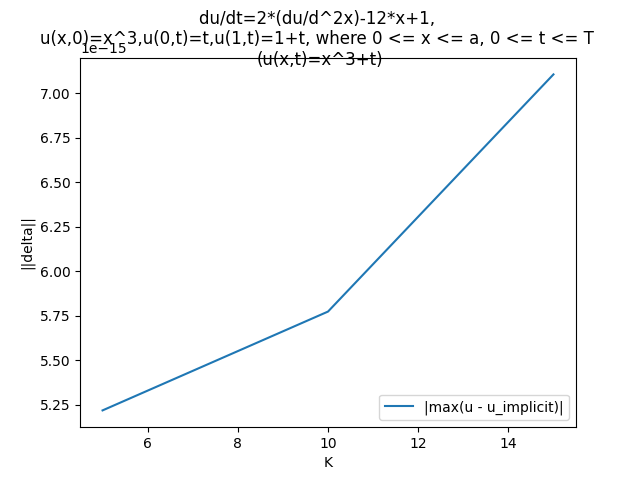 du/dt=2*(du/d^2x)-12*x+1,
u(x,0)=x^3,u(0,t)=t,u(1,t)=1+t, where 0 <= x <= a, 0 <= t <= T
(u(x,t)=x^3+t)
1e−15
7.00
6.75
6.50
6.25
6.00
5.75
5.50
5.25
||delta||
|max(u - u_implicit)|
6
8
10
12
14
K